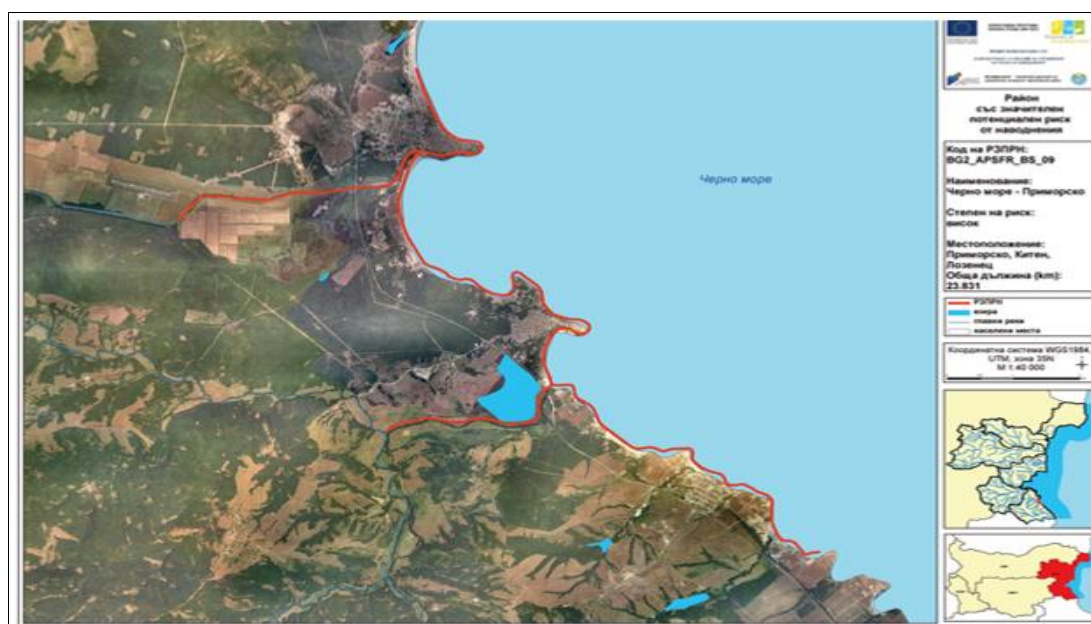 Черно море
Район
със значителен
потенциален риск
от наводнения
Код на РЗПРН:
BG2_APSFR_BS_09
Наименование:
Черно море - Приморско
Степен на риск:
висок
Местоположение:
Приморско, Китен,
Лозенец
Обща дължина (km):
23.831
РЗПРН
езера
главни реки
населени места
Координатна система WGS1984,
UTM, зона 35N
М 1:40 000